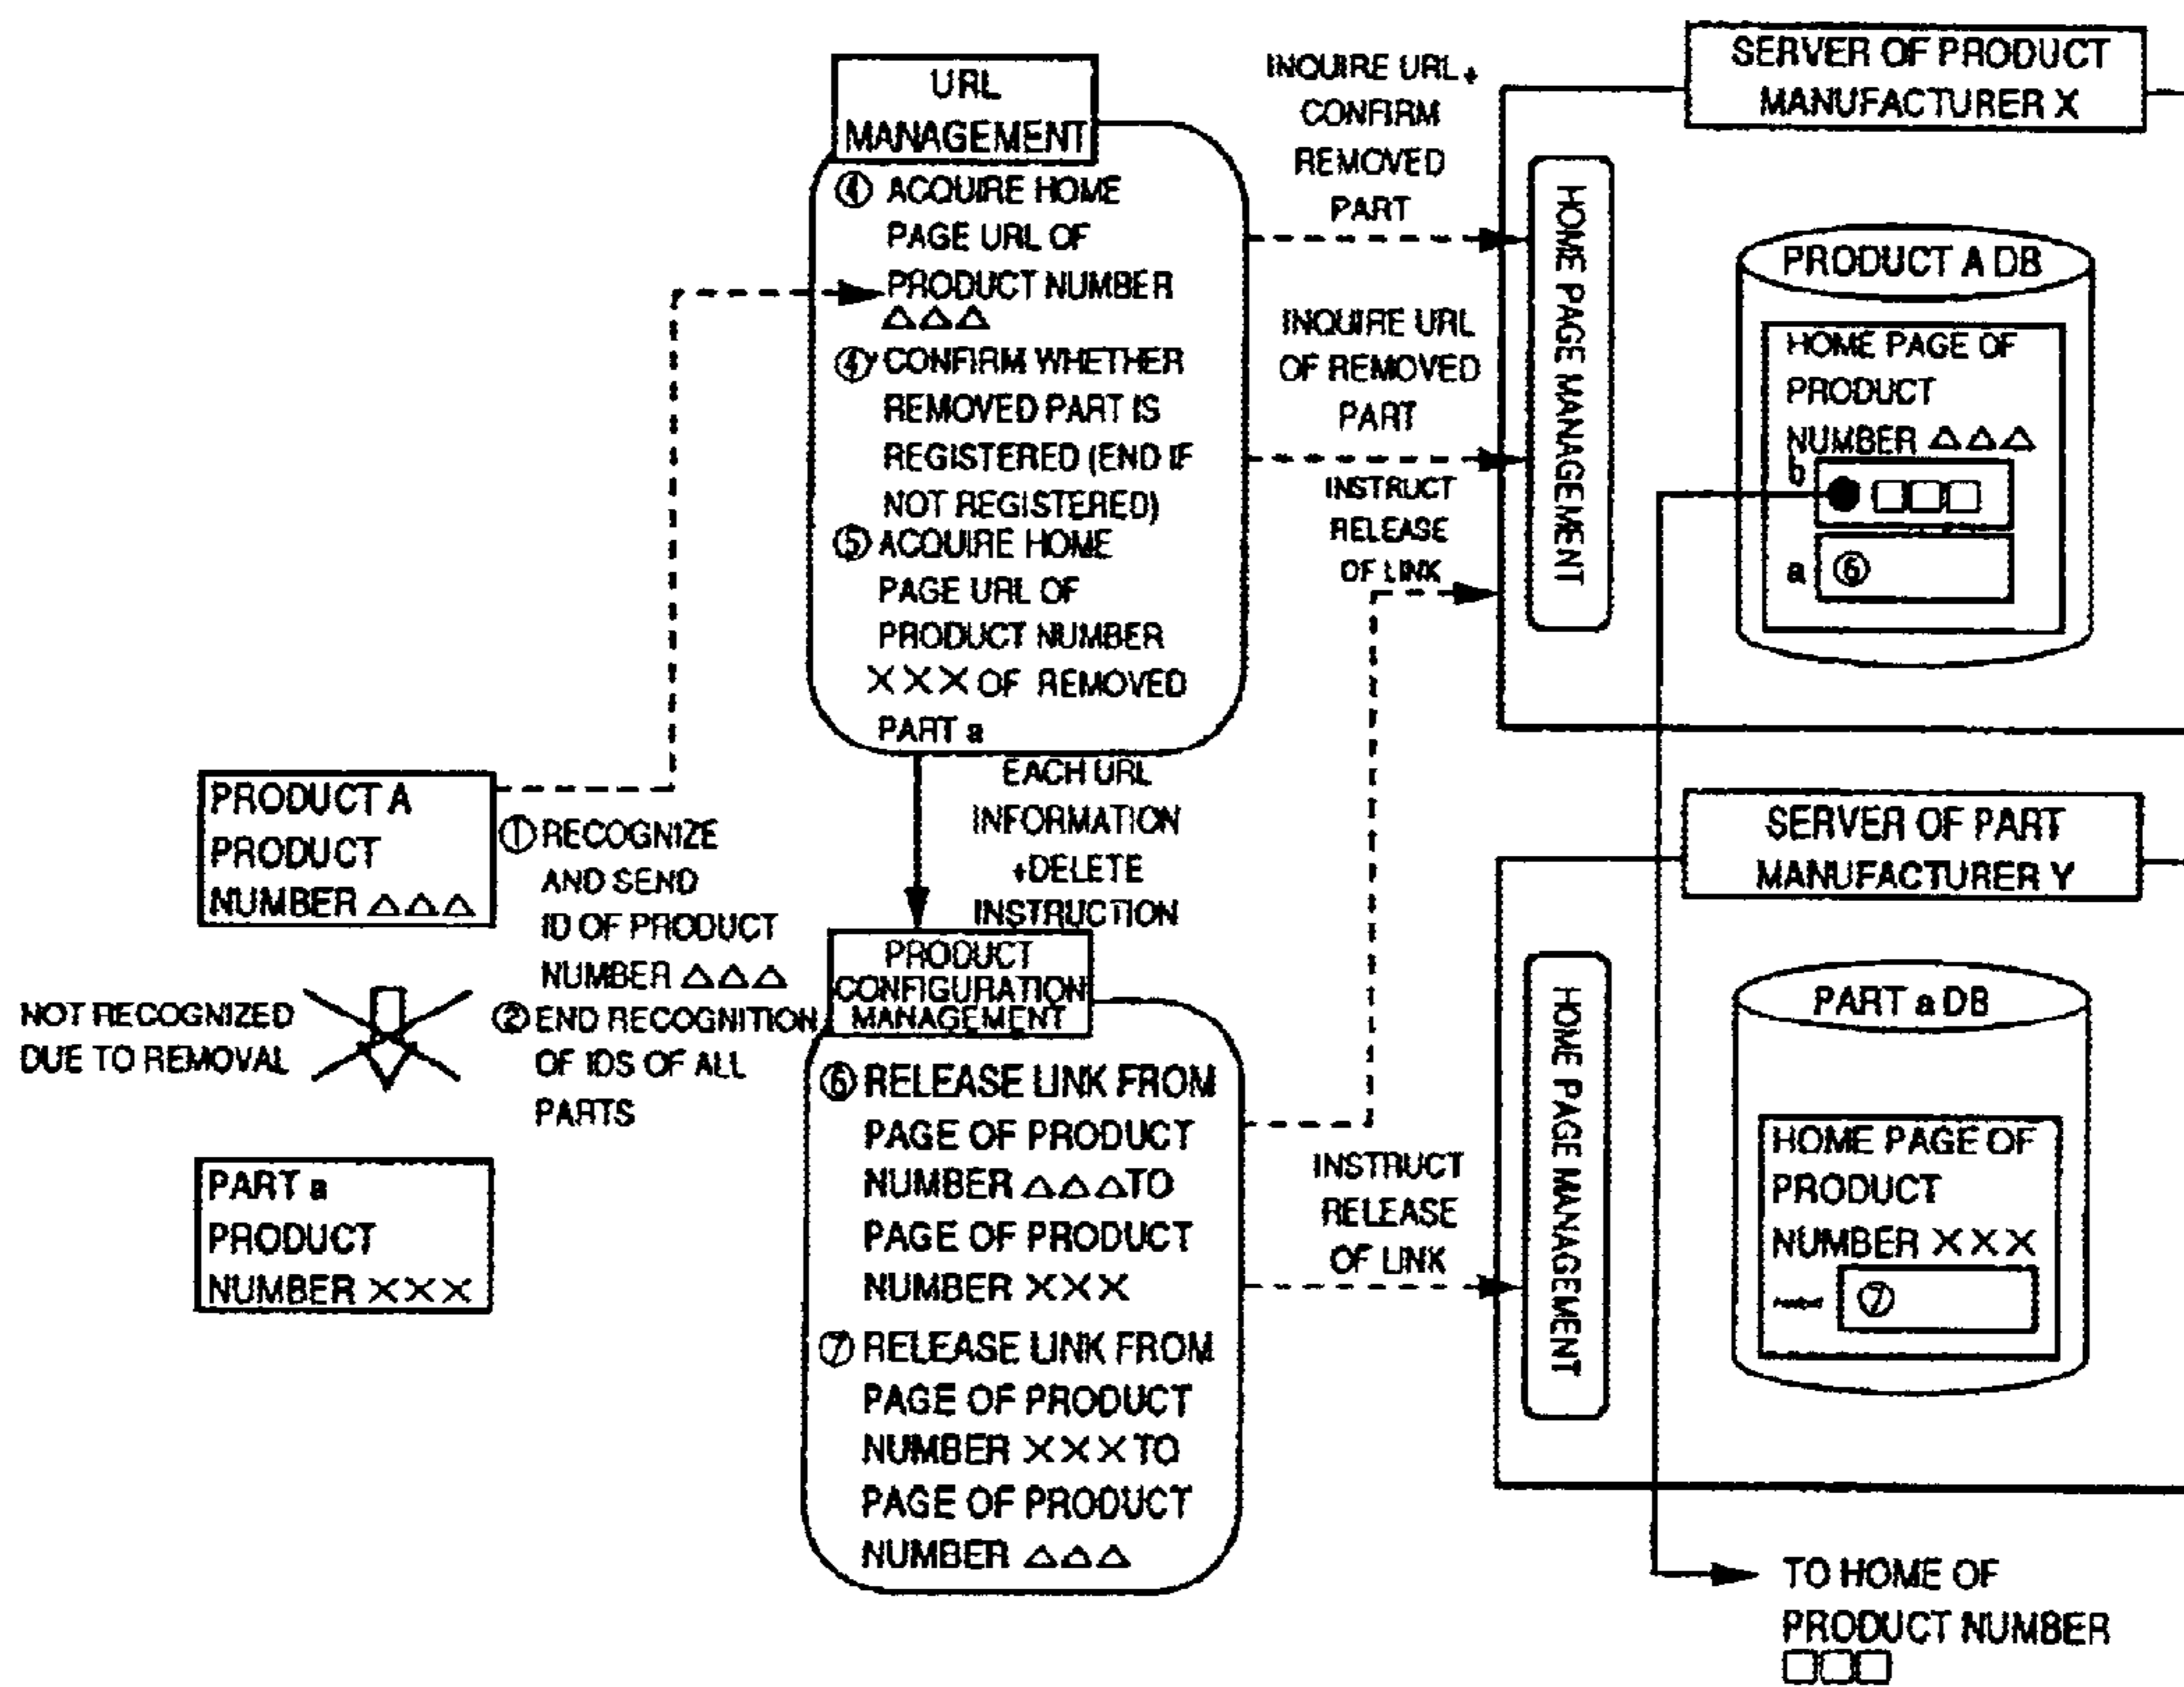 URL
MANAGEMENT
④ ACQUIRE HOME
PAGE URL OF
PRODUCT NUMBER
△△△
④' CONFIRM WHETHER
REMOVED PART IS
REGISTERED (END IF
NOT REGISTERED)
⑤ ACQUIRE HOME
PAGE URL OF
PRODUCT NUMBER
×××OF REMOVED
PART a
INQUIRE URL+
CONFIRM
REMOVED
PART
INQUIRE URL
OF REMOVED
PART
INSTRUCT
RELEASE
OF LINK
SERVER OF PRODUCT
MANUFACTURER X
HOME PAGE MANAGEMENT
PRODUCT A DB
HOME PAGE OF
PRODUCT
NUMBER △△△
b ● □□□
a ⑥
PRODUCT A
PRODUCT
NUMBER △△△
① RECOGNIZE
AND SEND
ID OF PRODUCT
NUMBER △△△
② END RECOGNITION
OF IDS OF ALL
PARTS
NOT RECOGNIZED
DUE TO REMOVAL
PART a
PRODUCT
NUMBER ×××
EACH URL
INFORMATION
+DELETE
INSTRUCTION
PRODUCT
CONFIGURATION
MANAGEMENT
⑥ RELEASE LINK FROM
PAGE OF PRODUCT
NUMBER △△△TO
PAGE OF PRODUCT
NUMBER ×××
⑦ RELEASE LINK FROM
PAGE OF PRODUCT
NUMBER ×××TO
PAGE OF PRODUCT
NUMBER △△△
INSTRUCT
RELEASE
OF LINK
SERVER OF PART
MANUFACTURER Y
HOME PAGE MANAGEMENT
PART a DB
HOME PAGE OF
PRODUCT
NUMBER ×××
⑦
TO HOME OF
PRODUCT NUMBER
□□□